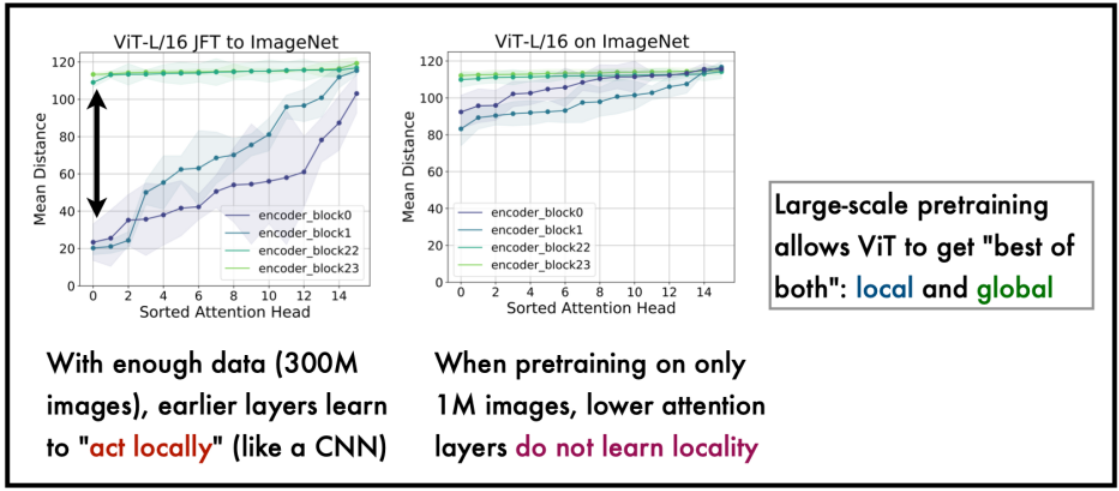 ViT-L/16 JFT to ImageNet
120
100
80
60
40
20
0
Mean Distance
encoder_block0
encoder_block1
encoder_block22
encoder_block23
0 2 4 6 8 10 12 14
Sorted Attention Head
ViT-L/16 on ImageNet
120
100
80
60
40
20
0
Mean Distance
encoder_block0
encoder_block1
encoder_block22
encoder_block23
0 2 4 6 8 10 12 14
Sorted Attention Head
Large-scale pretraining
allows ViT to get "best of
both": local and global
With enough data (300M
images), earlier layers learn
to "act locally" (like a CNN)
When pretraining on only
1M images, lower attention
layers do not learn locality